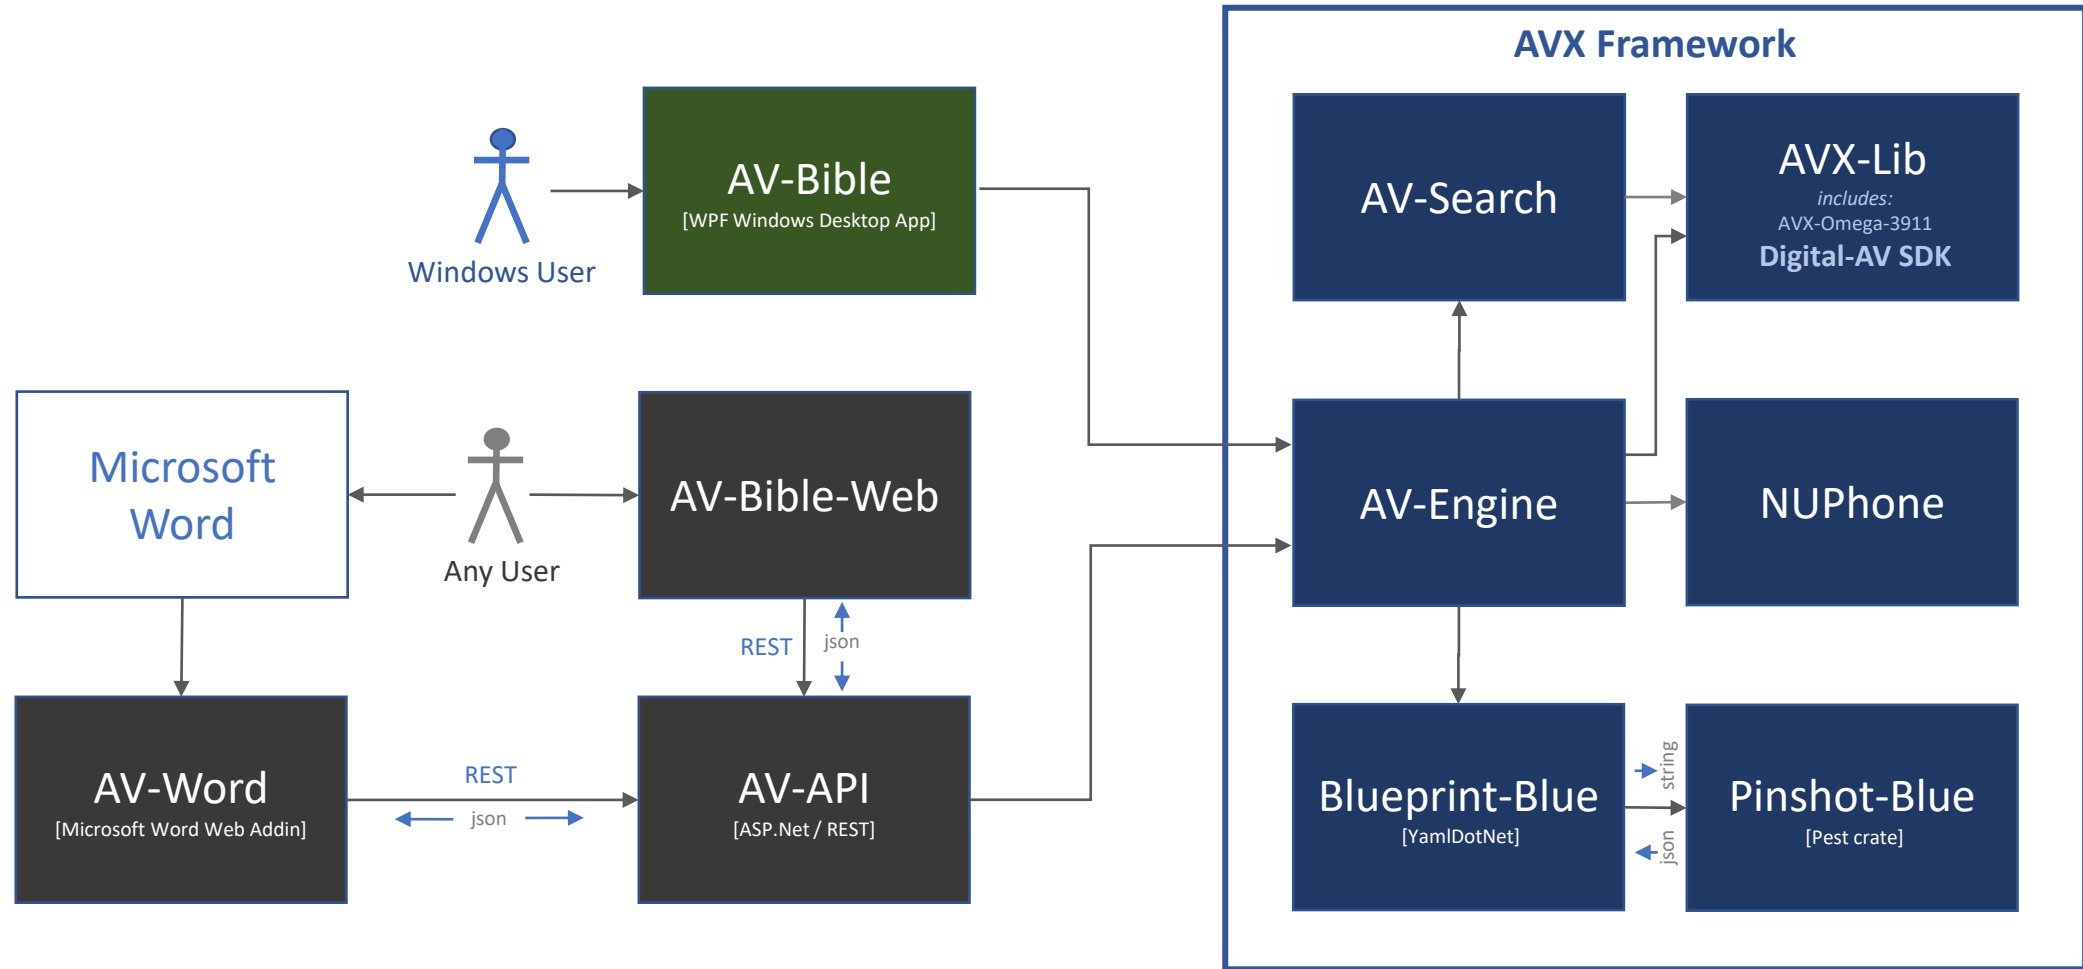 AVX Framework
AV-Bible
[WPF Windows Desktop App]
Windows User
AV-Search
AVX-Lib
includes:
AVX-Omega-3911
Digital-AV SDK
Microsoft
Word
Any User
AV-Bible-Web
AV-Engine
NUPhone
REST
json
AV-Word
[Microsoft Word Web Addin]
REST
json
AV-API
[ASP.Net / REST]
Blueprint-Blue
[YamlDotNet]
string
json
Pinshot-Blue
[Pest crate]